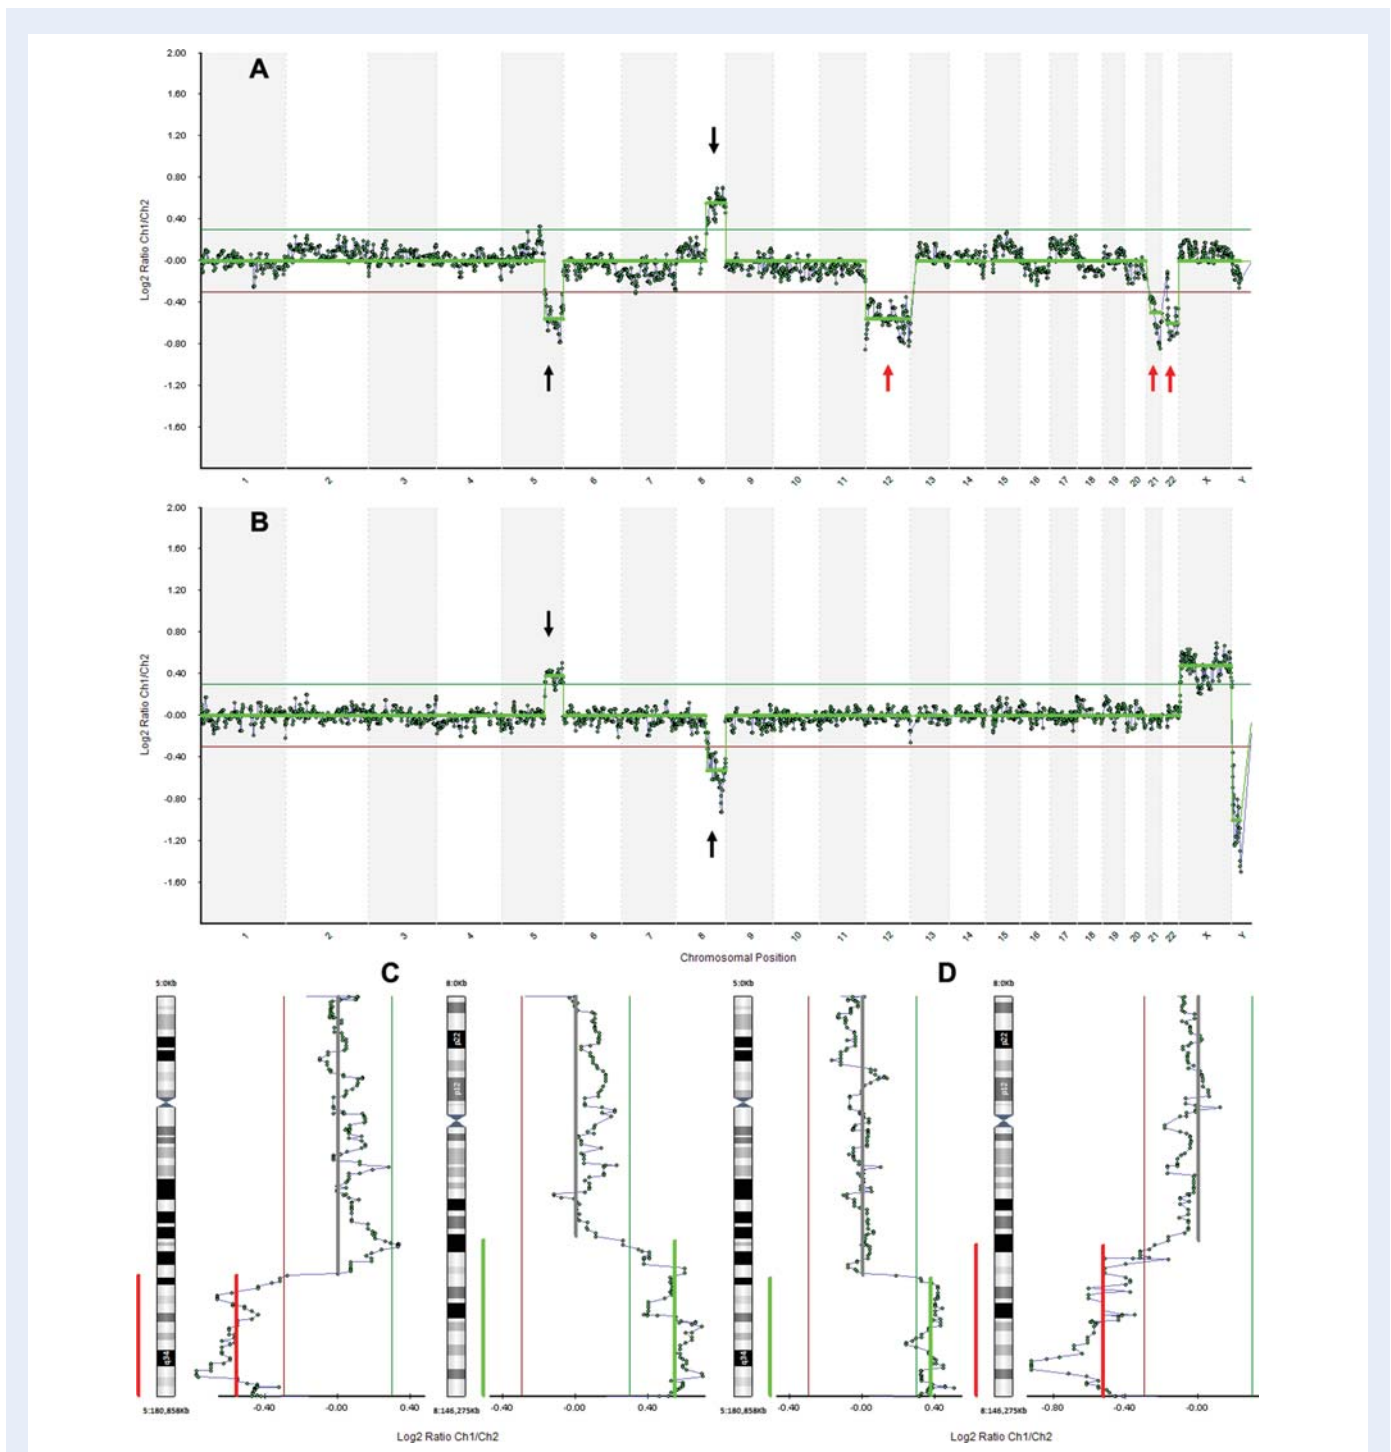 A
2.00
1.60
1.20
0.80
0.40
-0.00
-0.40
-0.80
-1.20
-1.60
Log2 Ratio Ch1/Ch2
1 2 3 4 5 6 7 8 9 10 11 12 13 14 15 16 17 18 19 20 21 22 X Y
B
2.00
1.60
1.20
0.80
0.40
-0.00
-0.40
-0.80
-1.20
-1.60
Log2 Ratio Ch1/Ch2
1 2 3 4 5 6 7 8 9 10 11 12 13 14 15 16 17 18 19 20 21 22 X Y
Chromosomal Position
C D
5:0Kb 8:0Kb 5:0Kb 8:0Kb
p22 p22
p12 p12
q34 q34
5:180,858Kb -0.40 -0.00 0.40 8:146,275Kb -0.40 -0.00 0.40 5:180,858Kb -0.40 -0.00 0.40 8:146,275Kb -0.80 -0.40 -0.00
Log2 Ratio Ch1/Ch2 Log2 Ratio Ch1/Ch2